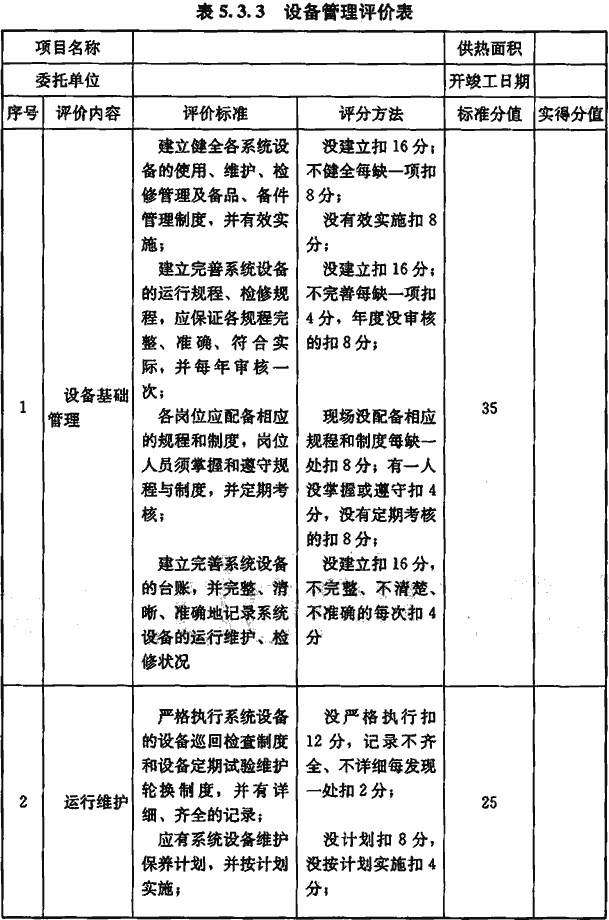 表 5.3.3 设备管理评价表
项目名称 供热面积
委托单位 开竣工日期
序号 评价内容 评价标准 评分方法 标准分值 实得分值
建立健全各系统设 没建立扣 16 分;
备的使用、维护、检 不健全每缺一项扣
修管理及备品、备件 8 分;
管理制度,并有效实 没有效实施扣 8
施; 分;
建立完善系统设备 没建立扣 16 分;
的运行规程、检修规 不完善每缺一项扣
程,应保证各规程完 4 分,年度没审核
整、准确、符合实 的扣 8 分;
际,并每年审核一
次;
1 设备基础
管理 35
各岗位应配备相应 现场没配备相应
的规程和制度,岗位 规程和制度每缺一
人员须掌握和遵守规 处扣 8 分;有一人
程与制度,并定期考 没掌握或遵守扣 4
核; 分,没有定期考核
的扣 8 分;
建立完善系统设备 没建立扣 16 分,
的台账,并完整、清 不完整、不清楚、
晰、准确地记录系统 不准确的每次扣 4
设备的运行维护、检 分
修状况
严格执行系统设备 没严格执行扣
的设备巡回检查制度 12 分,记录不齐
和设备定期试验维护 全、不详细每发现
轮换制度,并有详 一处扣 2 分;
2 运行维护 25
细、齐全的记录;
应有系统设备维护 没计划扣 8 分,
保养计划,并按计划 没按计划实施扣 4
实施; 分;